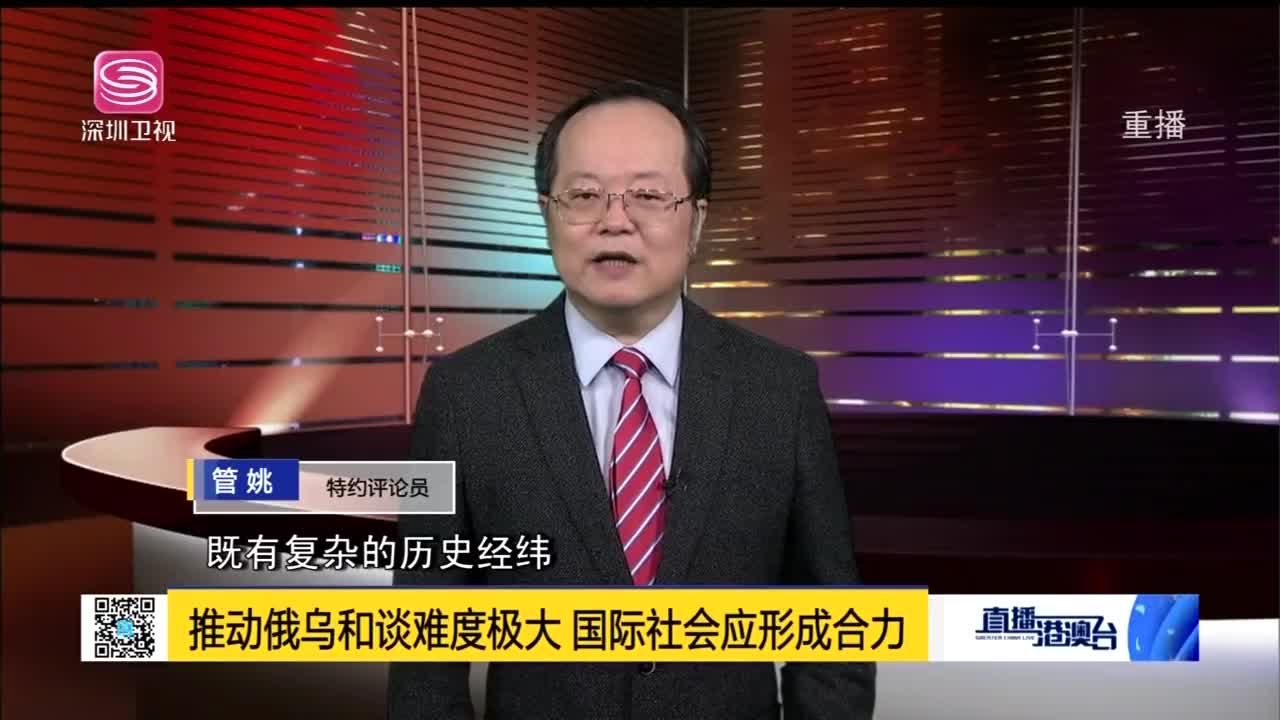 深圳卫视
重播
管姚
特约评论员
既有复杂的历史经纬
推动俄乌和谈难度极大 国际社会应形成合力
直播港澳台
GREATER CHINA LIVE